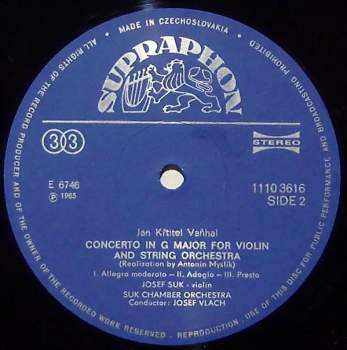 MADE IN CZECHOSLOVAKIA
ALL RIGHTS OF THE RECORD PRODUCER AND OF THE OWNER OF THE RECORDED WORK RESERVED · REPRODUCTION, USE OF THIS DISC FOR PUBLIC PERFORMANCE AND BROADCASTING PROHIBITED
SUPRAPHON
33
STEREO
E 6746
℗ 1985
1110 3616
SIDE 2
Jan Křtitel Vaňhal
CONCERTO IN G MAJOR FOR VIOLIN
AND STRING ORCHESTRA
(Realization by Antonín Myslík)
I. Allegro moderato – II. Adagio – III. Presto
JOSEF SUK - violin
SUK CHAMBER ORCHESTRA
Conductor: JOSEF VLACH